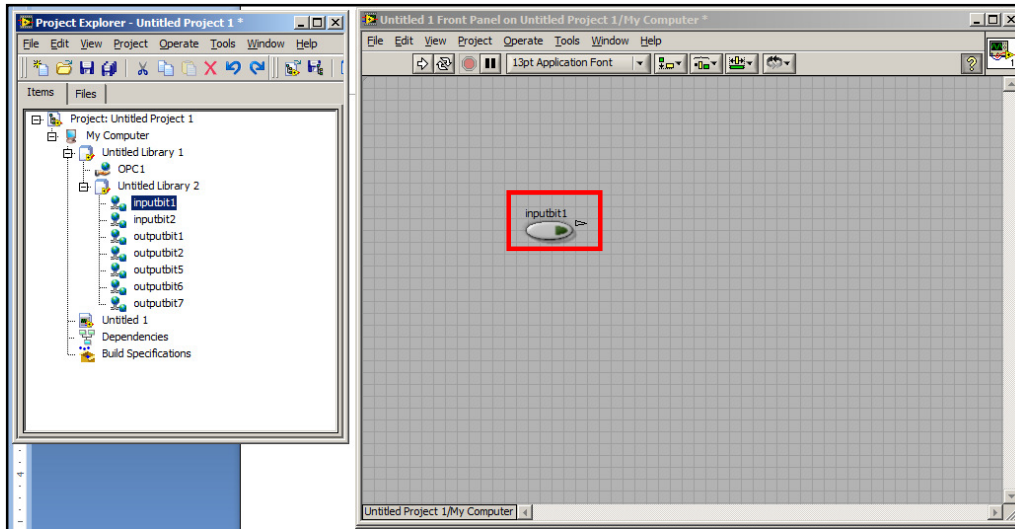 Project Explorer - Untitled Project 1 *
File Edit View Project Operate Tools Window Help
Items Files
Project: Untitled Project 1
My Computer
Untitled Library 1
OPC1
Untitled Library 2
inputbit1
inputbit2
outputbit1
outputbit2
outputbit5
outputbit6
outputbit7
Untitled 1
Dependencies
Build Specifications
Untitled 1 Front Panel on Untitled Project 1/My Computer *
File Edit View Project Operate Tools Window Help
13pt Application Font
?
1
inputbit1
Untitled Project 1/My Computer
4